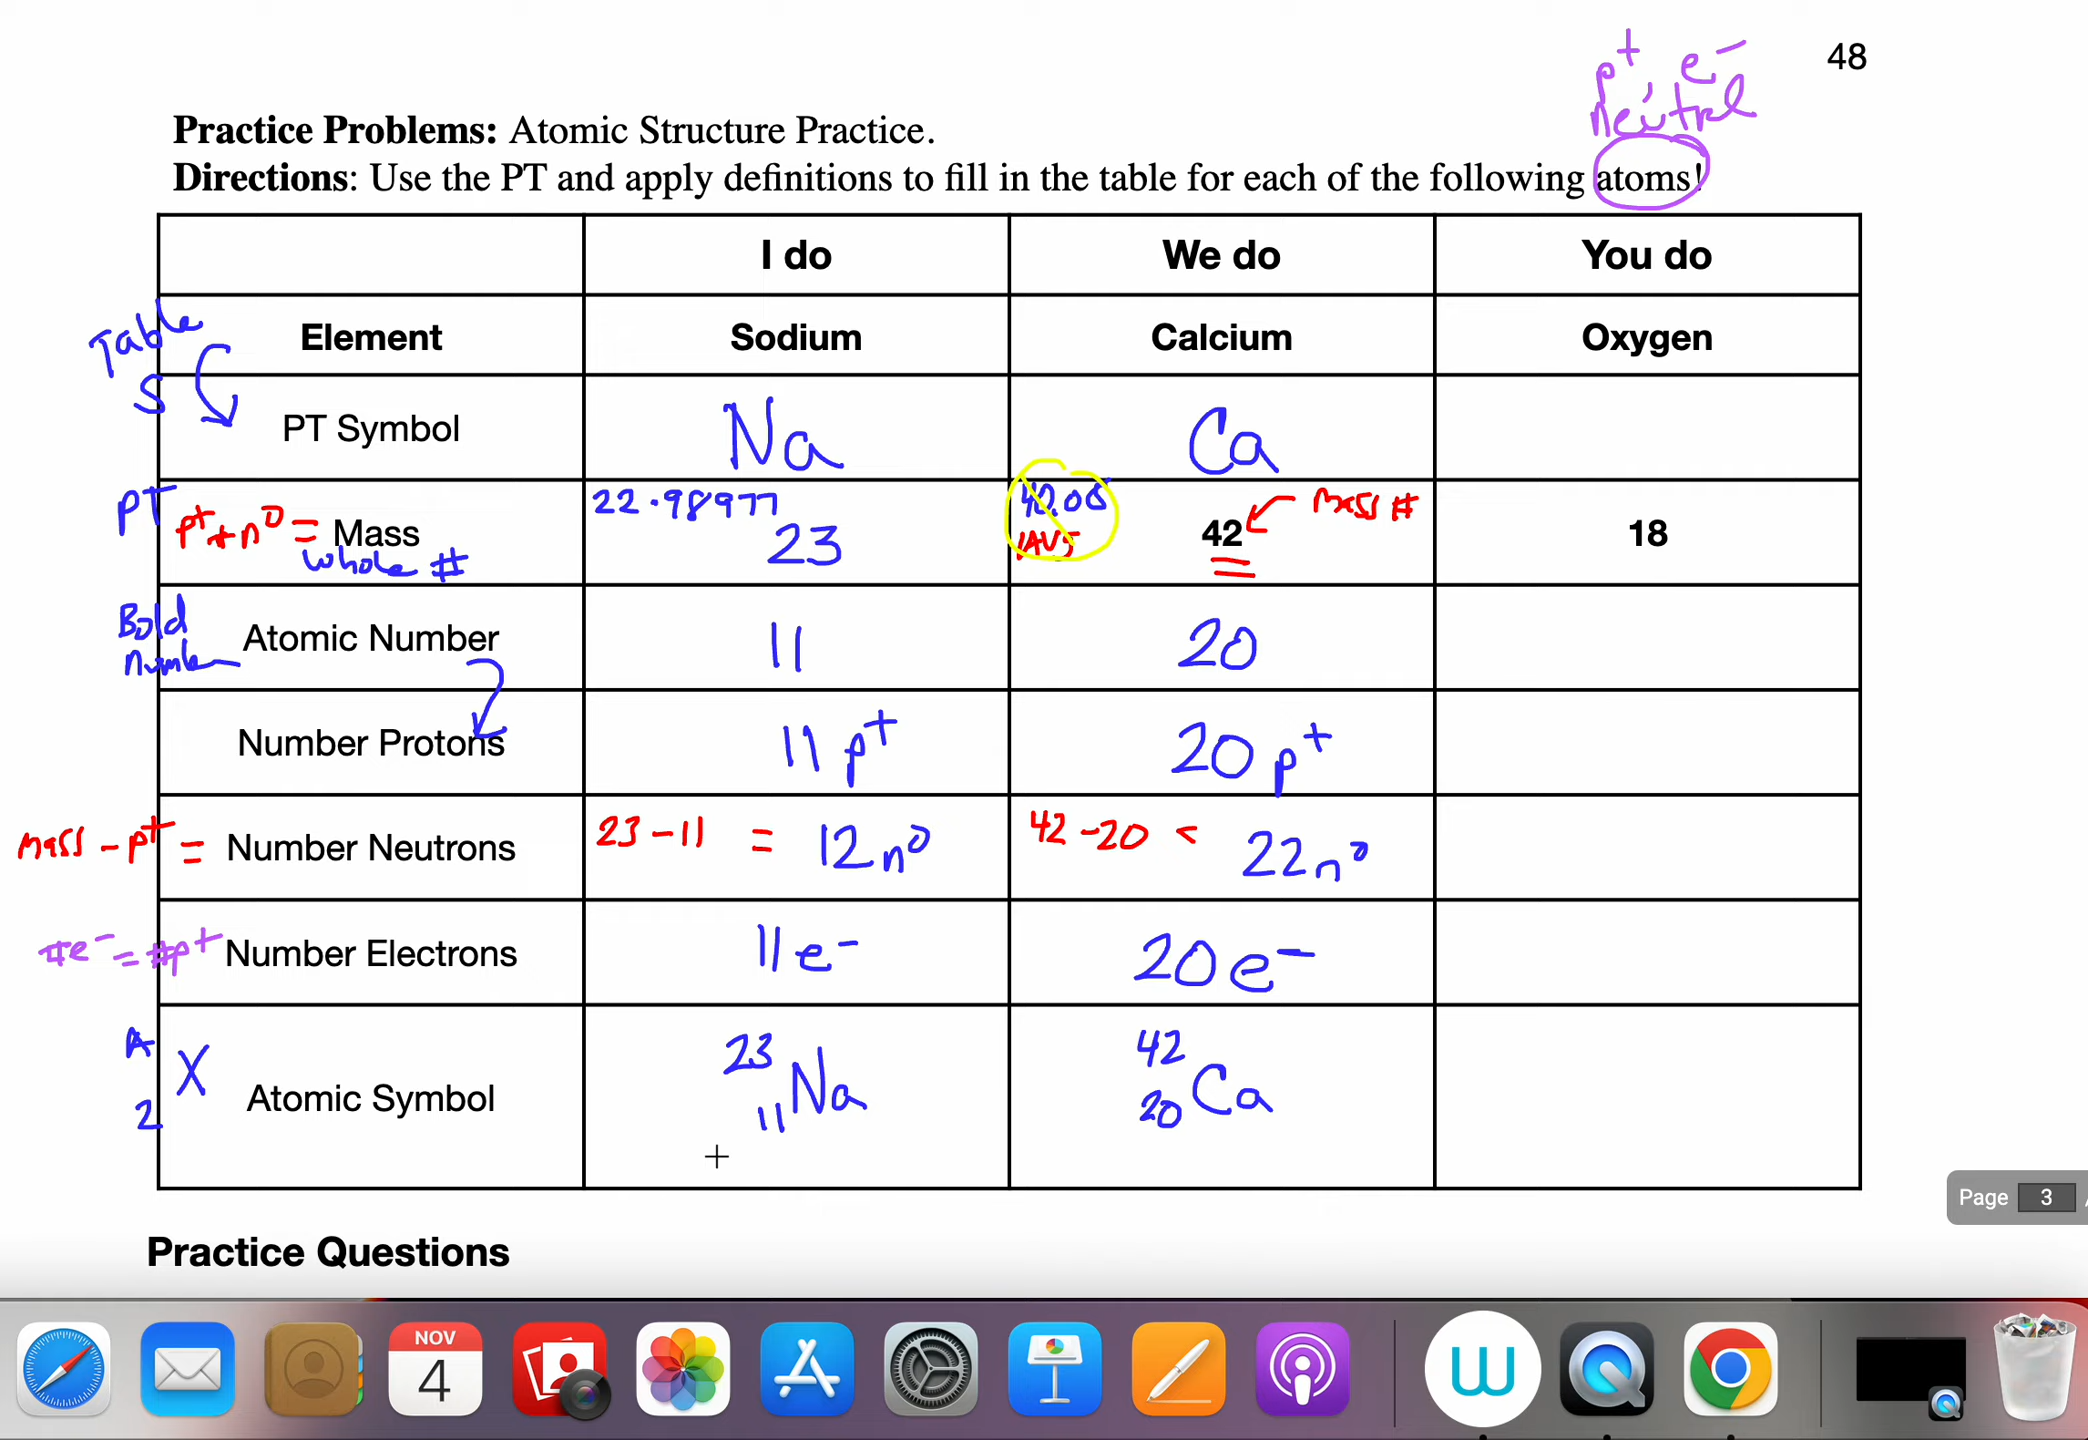 p⁺, e⁻
48
neutral
Practice Problems: Atomic Structure Practice.
Directions: Use the PT and apply definitions to fill in the table for each of the following atoms!
I do We do You do
Table S
Element Sodium Calcium Oxygen
PT Symbol Na Ca
PT p⁺ + n⁰ = Mass whole # 22.98977 23 40.08 42 ← Mass # 18
Bold number Atomic Number 11 20
Number Protons 11 p⁺ 20 p⁺
Mass - p⁺ = Number Neutrons 23 - 11 = 12 n⁰ 42 - 20 = 22 n⁰
#e⁻ = #p⁺ Number Electrons 11 e⁻ 20 e⁻
A
Z X Atomic Symbol 23 11 Na 42 20 Ca
Page 3
Practice Questions
NOV
4